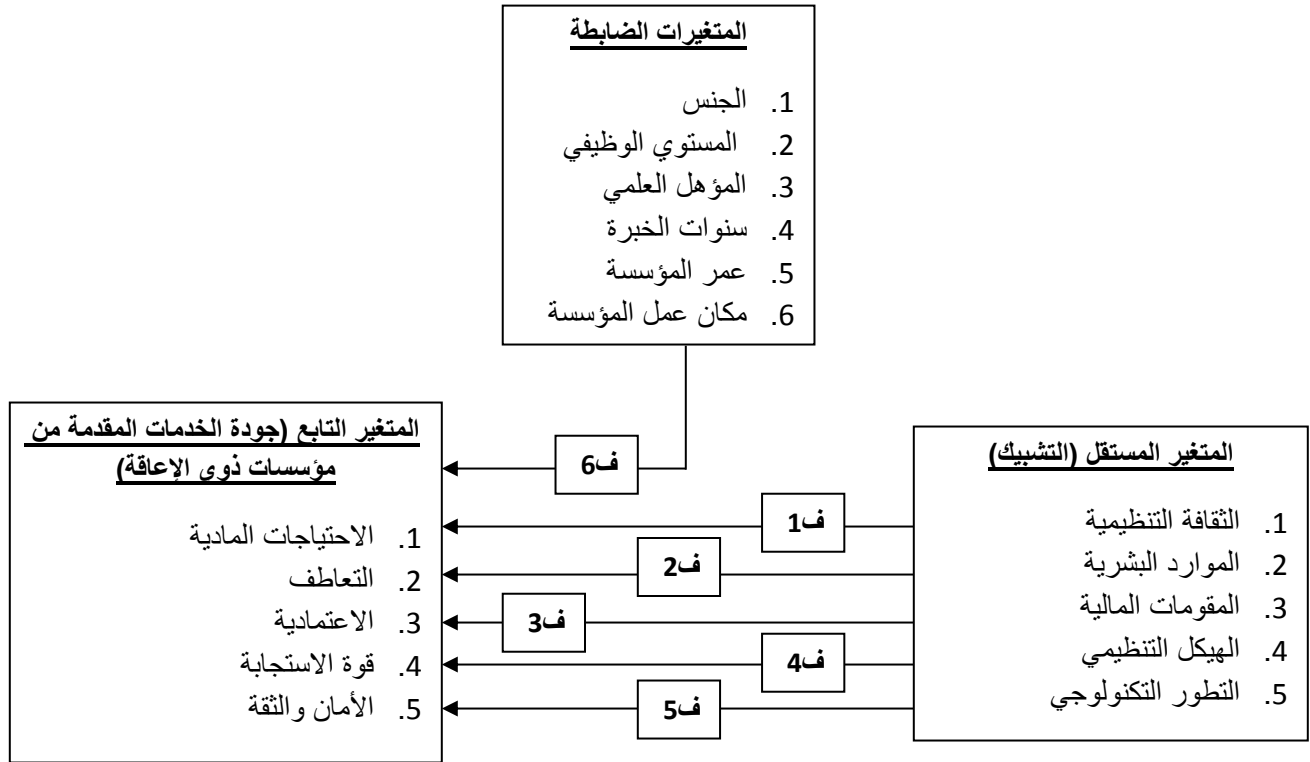 المتغيرات الضابطة
1. الجنس
2. المستوي الوظيفي
3. المؤهل العلمي
4. سنوات الخبرة
5. عمر المؤسسة
6. مكان عمل المؤسسة
المتغير المستقل (التشبيك)
1. الثقافة التنظيمية
2. الموارد البشرية
3. المقومات المالية
4. الهيكل التنظيمي
5. التطور التكنولوجي
ف6
ف1
ف2
ف3
ف4
ف5
المتغير التابع (جودة الخدمات المقدمة من
مؤسسات ذوي الإعاقة)
1. الاحتياجات المادية
2. التعاطف
3. الاعتمادية
4. قوة الاستجابة
5. الأمان والثقة